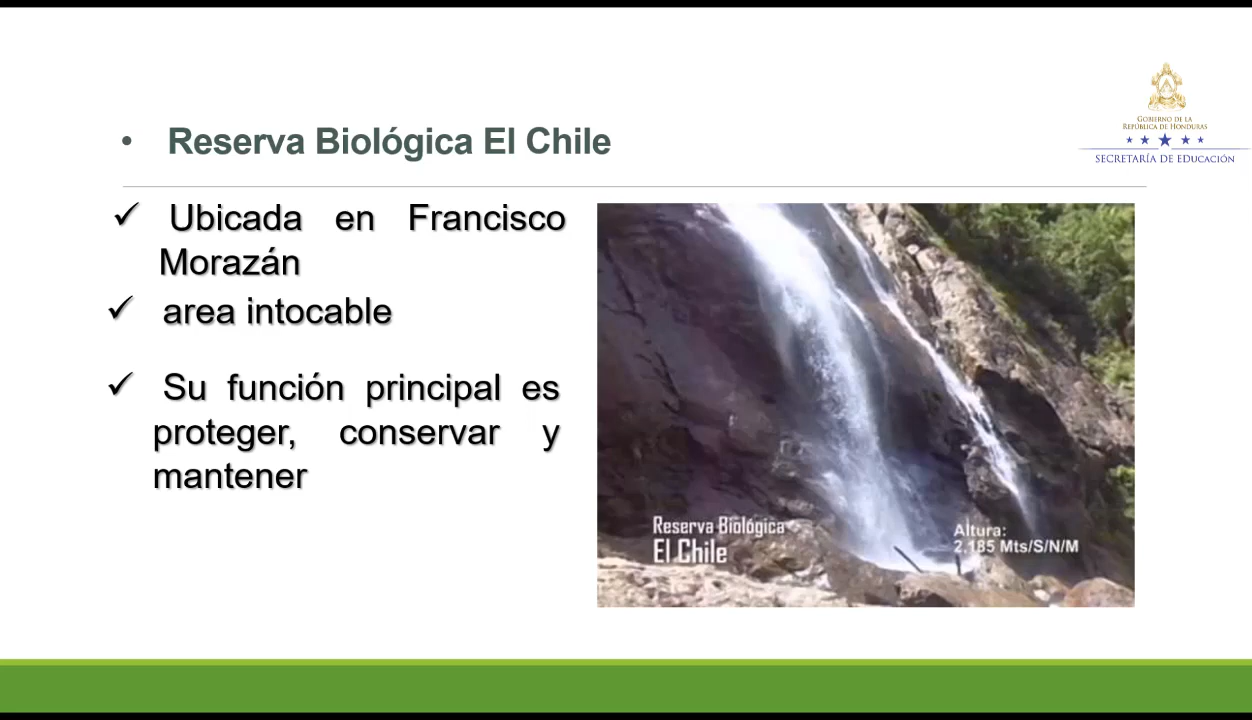 GOBIERNO DE LA
REPÚBLICA DE HONDURAS
SECRETARÍA DE EDUCACIÓN
• Reserva Biológica El Chile
✓ Ubicada en Francisco
Morazán
✓ area intocable
✓ Su función principal es
proteger, conservar y
mantener
Reserva Biológica
El Chile
Altura:
2,185 Mts/S/N/M